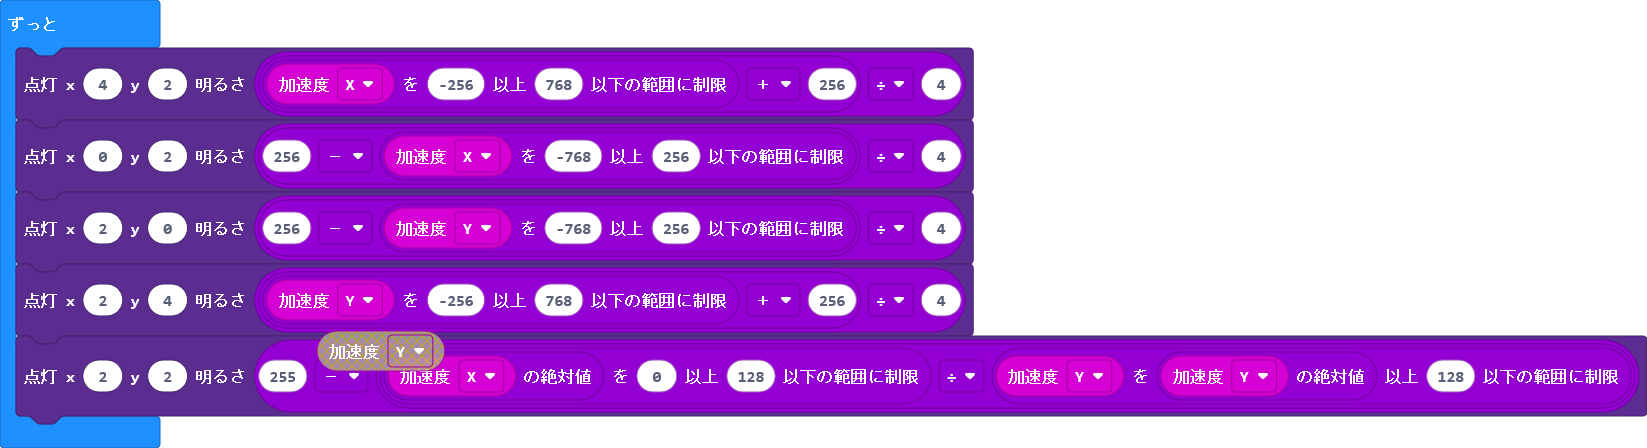 ずっと
点灯 x 4 y 2 明るさ 加速度 X を -256 以上 768 以下の範囲に制限 + 256 ÷ 4
点灯 x 0 y 2 明るさ 256 - 加速度 X を -768 以上 256 以下の範囲に制限 ÷ 4
点灯 x 2 y 0 明るさ 256 - 加速度 Y を -768 以上 256 以下の範囲に制限 ÷ 4
点灯 x 2 y 4 明るさ 加速度 Y を -256 以上 768 以下の範囲に制限 + 256 ÷ 4
加速度 Y
点灯 x 2 y 2 明るさ 255 - 加速度 X の絶対値 を 0 以上 128 以下の範囲に制限 ÷ 加速度 Y を 加速度 Y の絶対値 以上 128 以下の範囲に制限